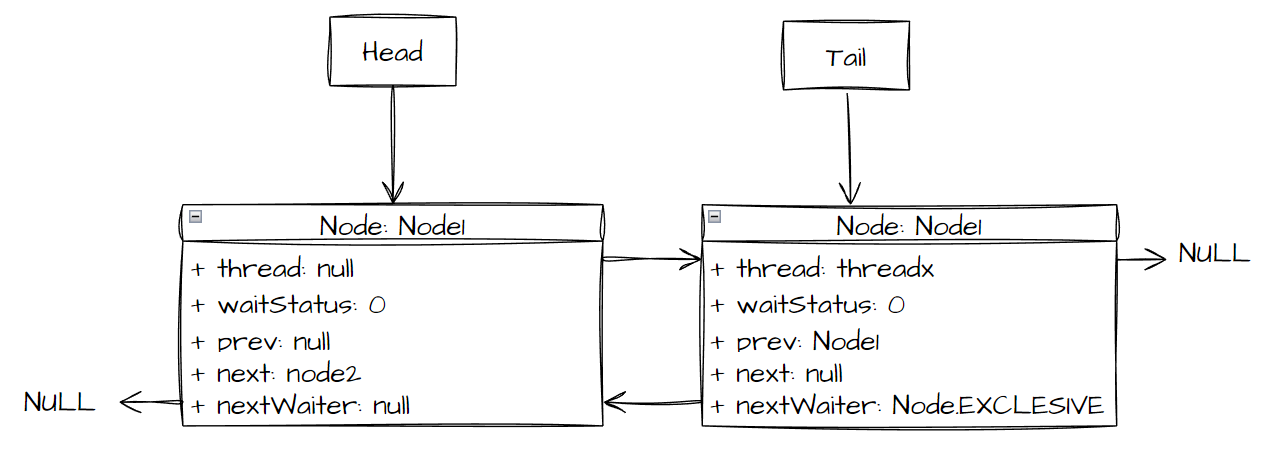 Head
Tail
Node: Node1
+ thread: null
+ waitStatus: 0
+ prev: null
+ next: node2
+ nextWaiter: null
NULL
Node: Node1
+ thread: threadx
+ waitStatus: 0
+ prev: Node1
+ next: null
+ nextWaiter: Node.EXCLESIVE
NULL